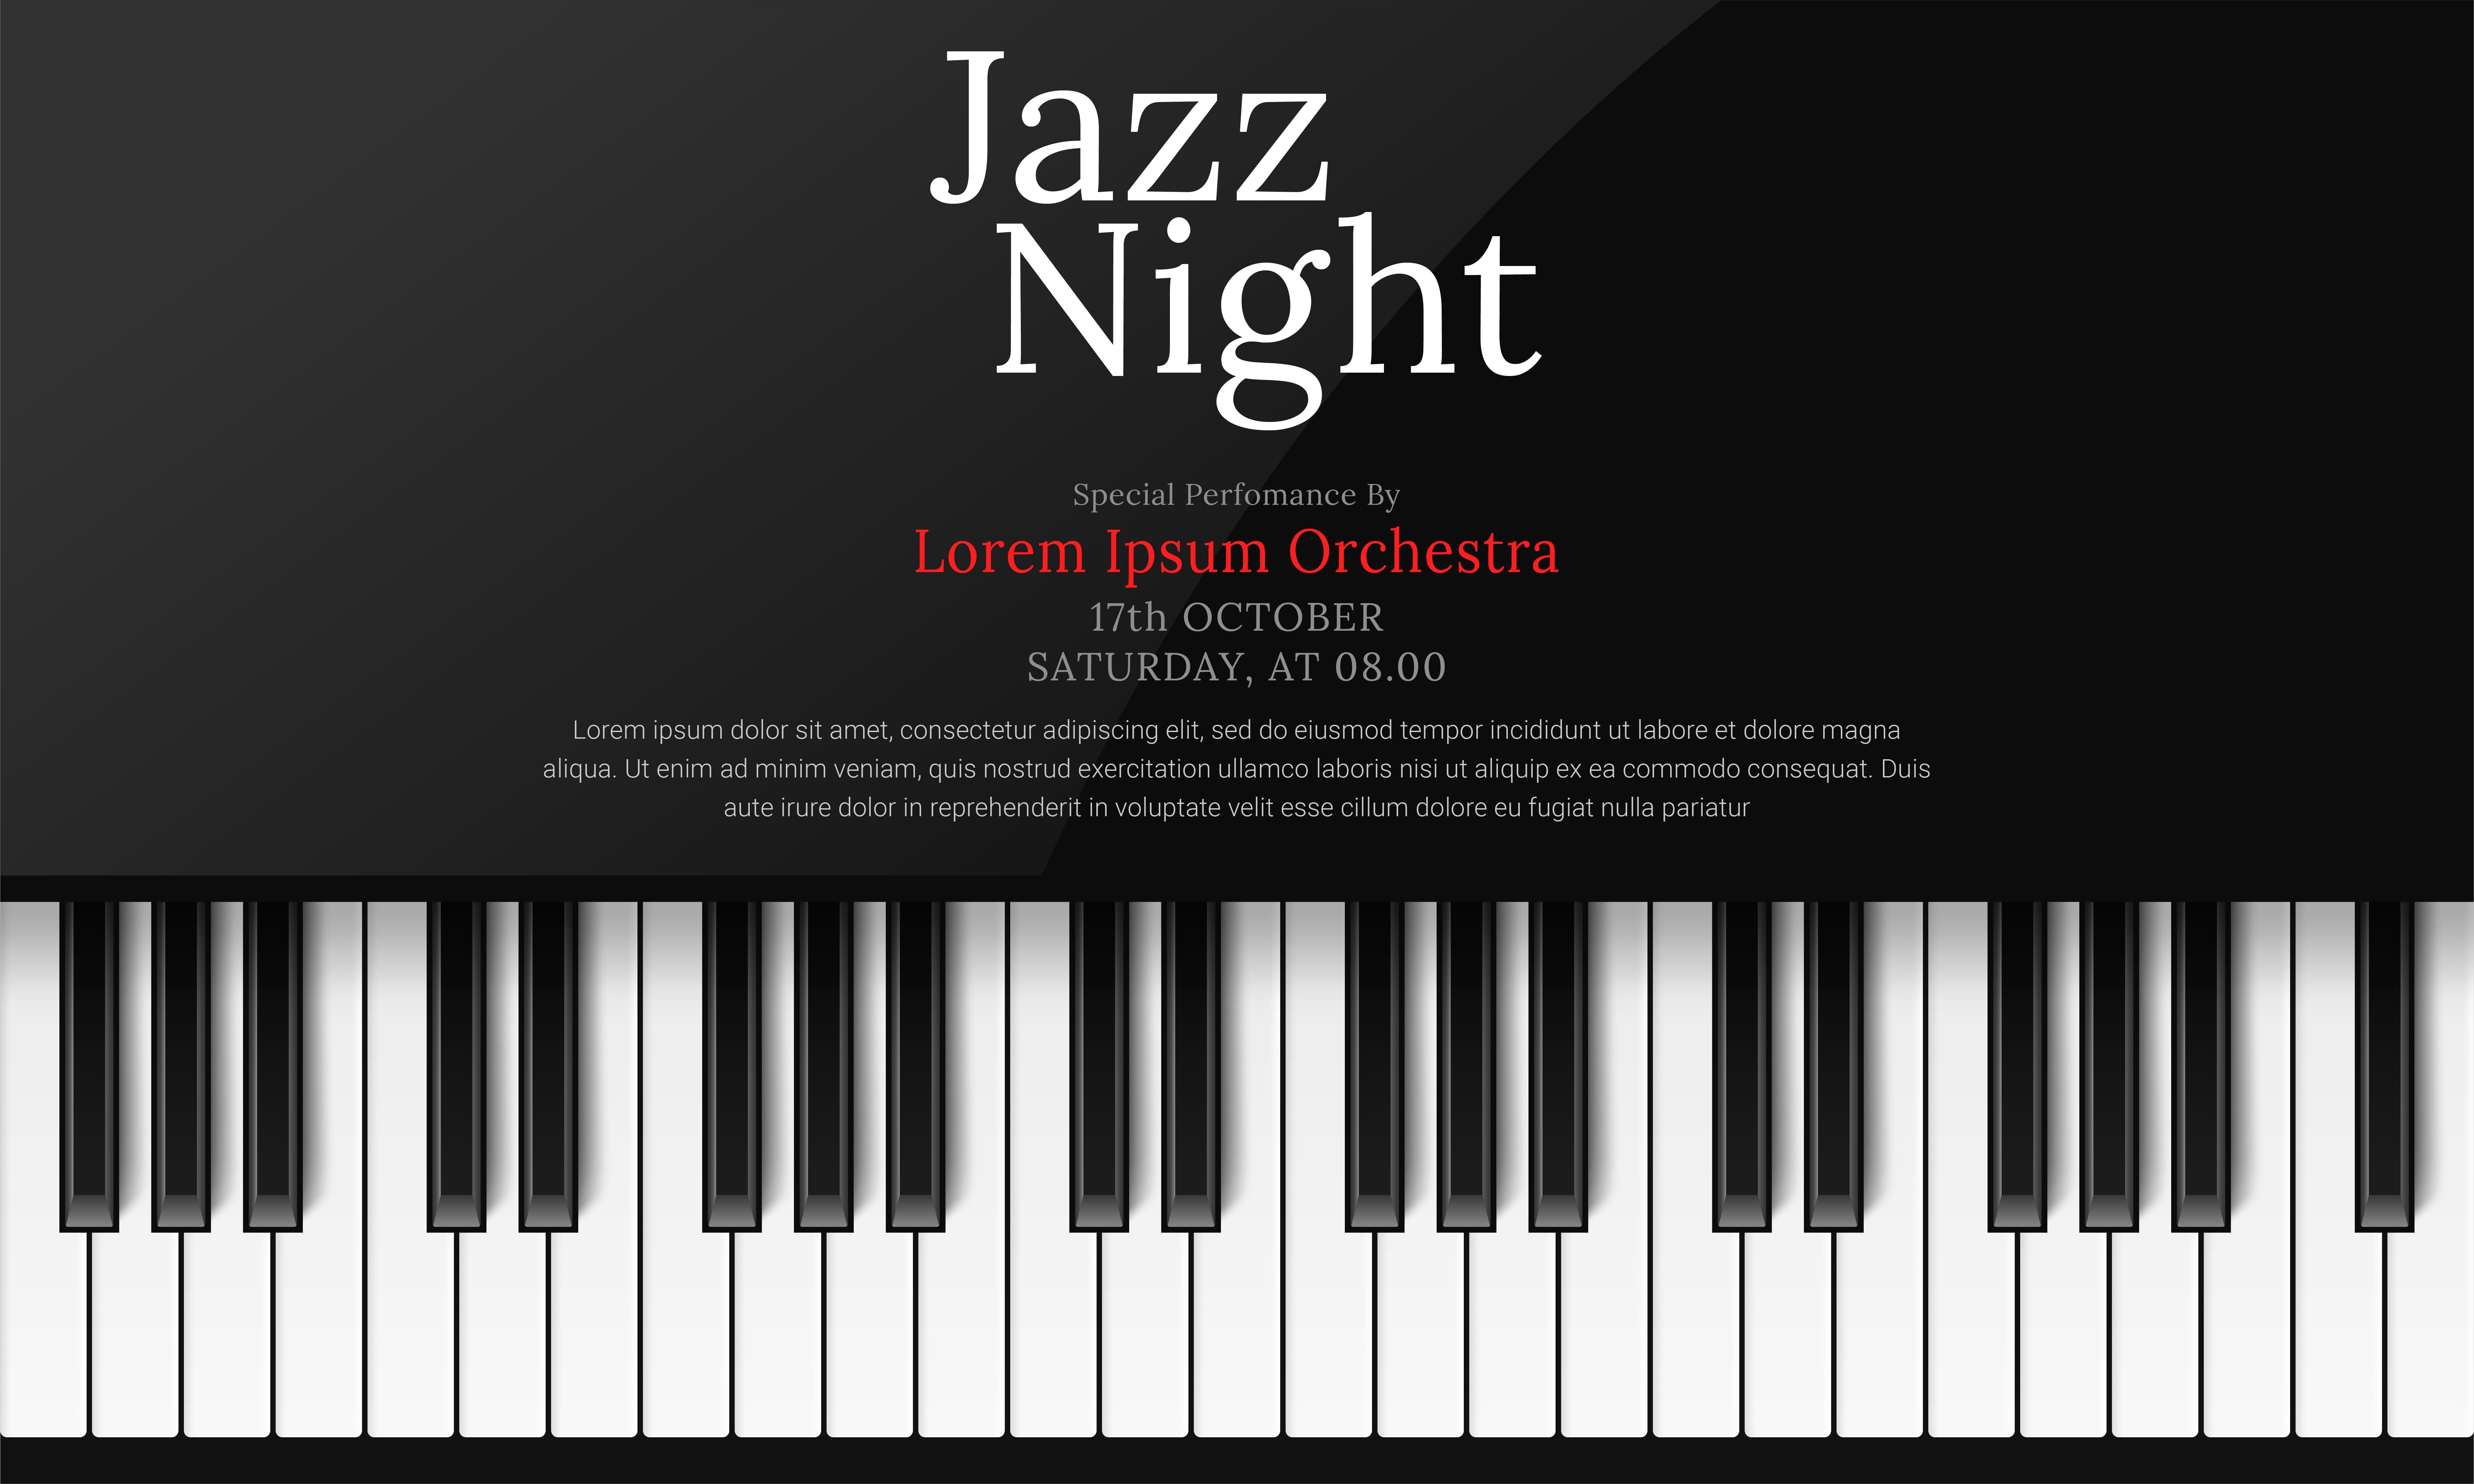 Jazz
Night
Special Perfomance By
Lorem Ipsum Orchestra
17th OCTOBER
SATURDAY, AT 08.00
Lorem ipsum dolor sit amet, consectetur adipiscing elit, sed do eiusmod tempor incididunt ut labore et dolore magna
aliqua. Ut enim ad minim veniam, quis nostrud exercitation ullamco laboris nisi ut aliquip ex ea commodo consequat. Duis
aute irure dolor in reprehenderit in voluptate velit esse cillum dolore eu fugiat nulla pariatur